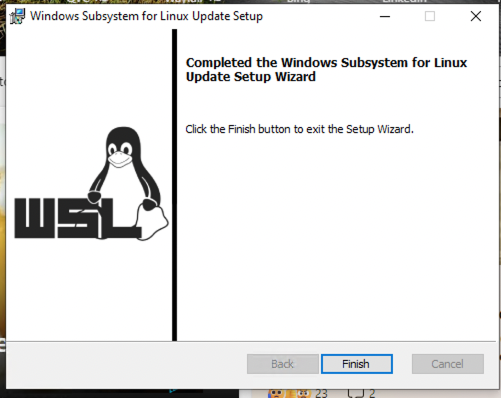 Windows Subsystem for Linux Update Setup
Completed the Windows Subsystem for Linux
Update Setup Wizard
Click the Finish button to exit the Setup Wizard.
WSL
Back
Finish
Cancel
23
2